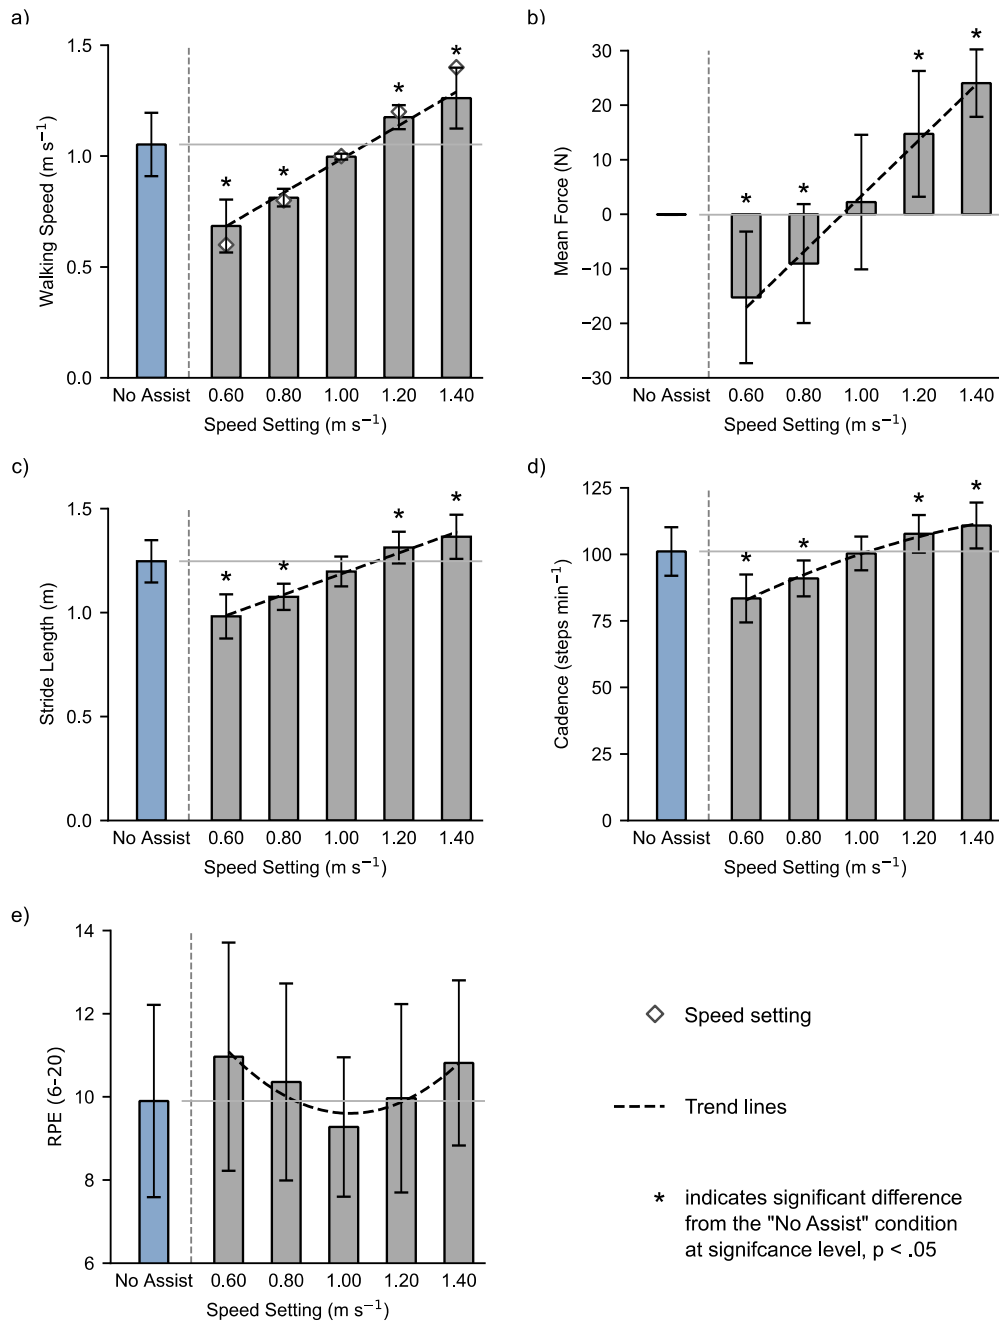 a)
*
*
*
*
1.5
1.0
0.5
0.0
Walking Speed (m s⁻¹)
No Assist 0.60 0.80 1.00 1.20 1.40
Speed Setting (m s⁻¹)
b)
*
*
*
*
30
20
10
0
−10
−20
−30
Mean Force (N)
No Assist 0.60 0.80 1.00 1.20 1.40
Speed Setting (m s⁻¹)
c)
*
*
*
*
1.5
1.0
0.5
0.0
Stride Length (m)
No Assist 0.60 0.80 1.00 1.20 1.40
Speed Setting (m s⁻¹)
d)
*
*
*
*
125
100
75
50
25
0
Cadence (steps min⁻¹)
No Assist 0.60 0.80 1.00 1.20 1.40
Speed Setting (m s⁻¹)
e)
14
12
10
8
6
RPE (6-20)
No Assist 0.60 0.80 1.00 1.20 1.40
Speed Setting (m s⁻¹)
Speed setting
Trend lines
* indicates significant difference
from the "No Assist" condition
at signifcance level, p < .05